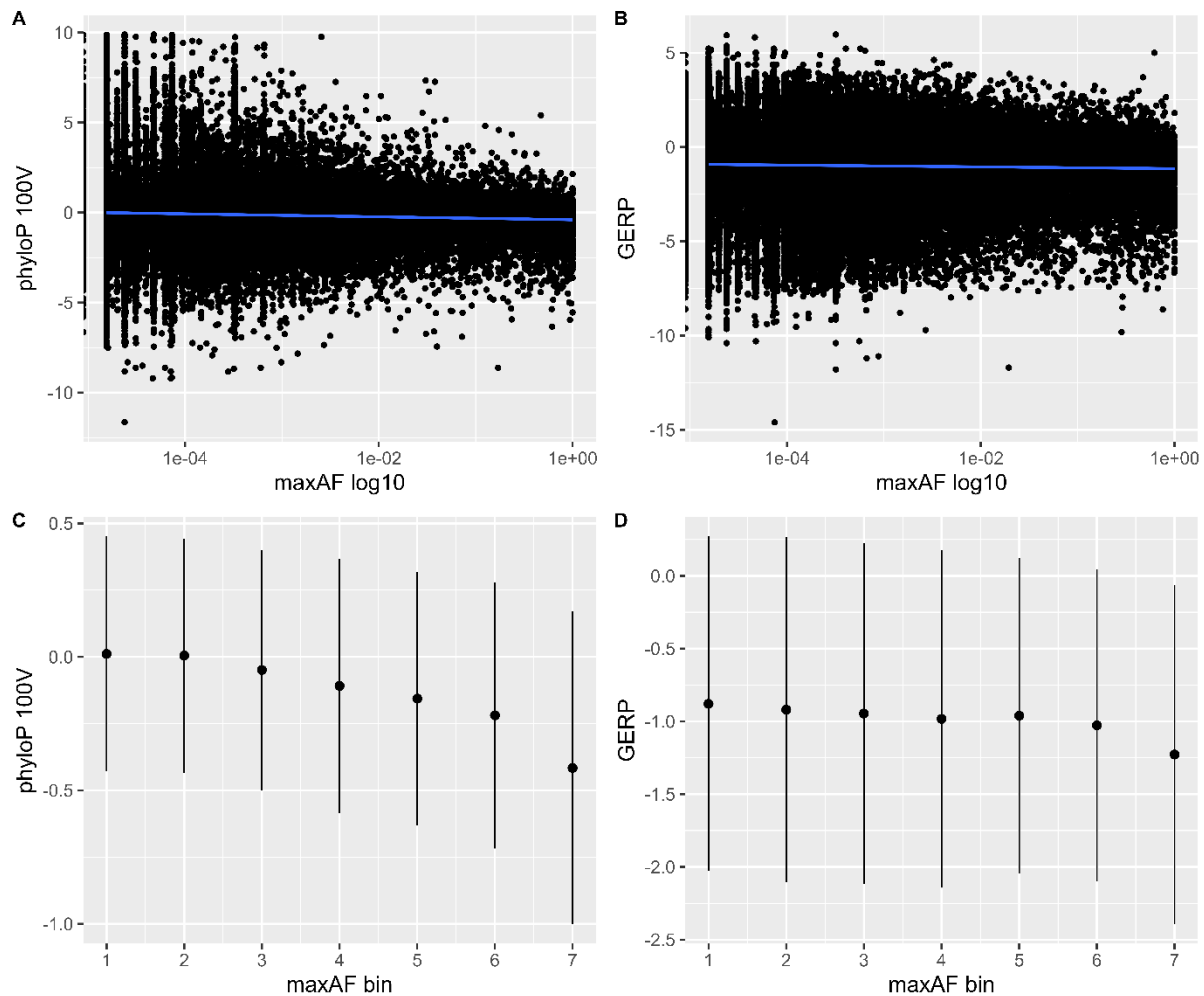 A
10
5
0
-5
-10
phyloP 100V
1e-04
1e-02
1e+00
maxAF log10
B
5
0
-5
-10
-15
GERP
1e-04
1e-02
1e+00
maxAF log10
C
0.5
0.0
-0.5
-1.0
phyloP 100V
1
2
3
4
5
6
7
maxAF bin
D
0.0
-0.5
-1.0
-1.5
-2.0
-2.5
GERP
1
2
3
4
5
6
7
maxAF bin